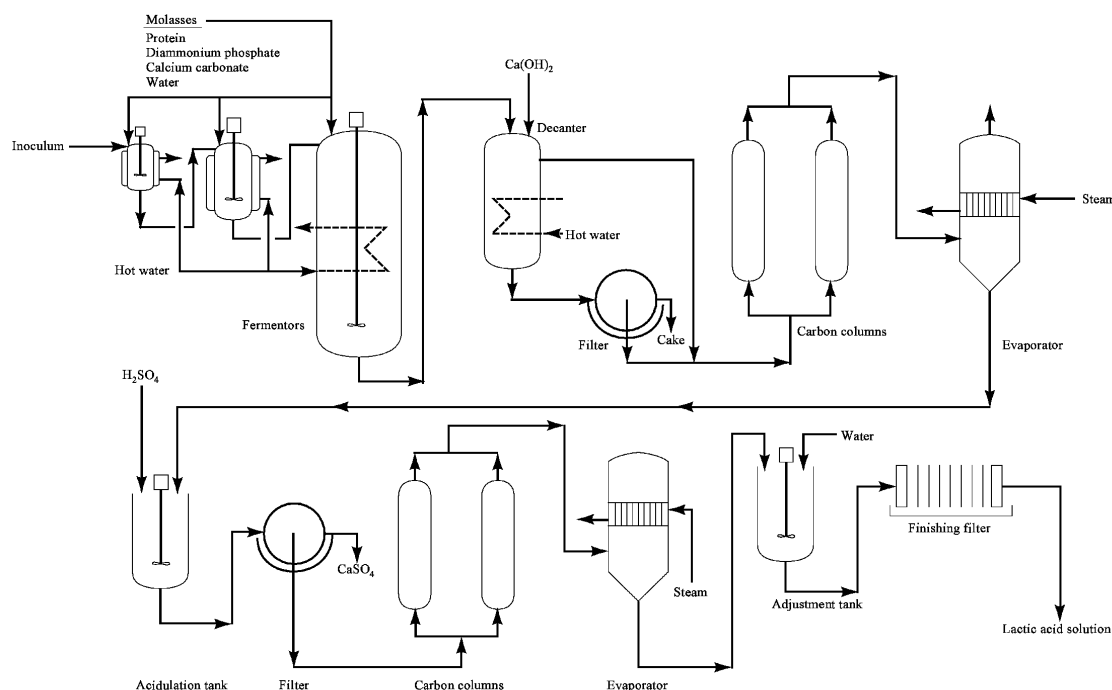 Molasses
Protein
Diammonium phosphate
Calcium carbonate
Water
Inoculum
Hot water
Fermentors
Ca(OH)₂
Decanter
Hot water
Filter
Cake
Carbon columns
Steam
Evaporator
H₂SO₄
Acidulation tank
CaSO₄
Filter
Carbon columns
Steam
Evaporator
Water
Adjustment tank
Finishing filter
Lactic acid solution